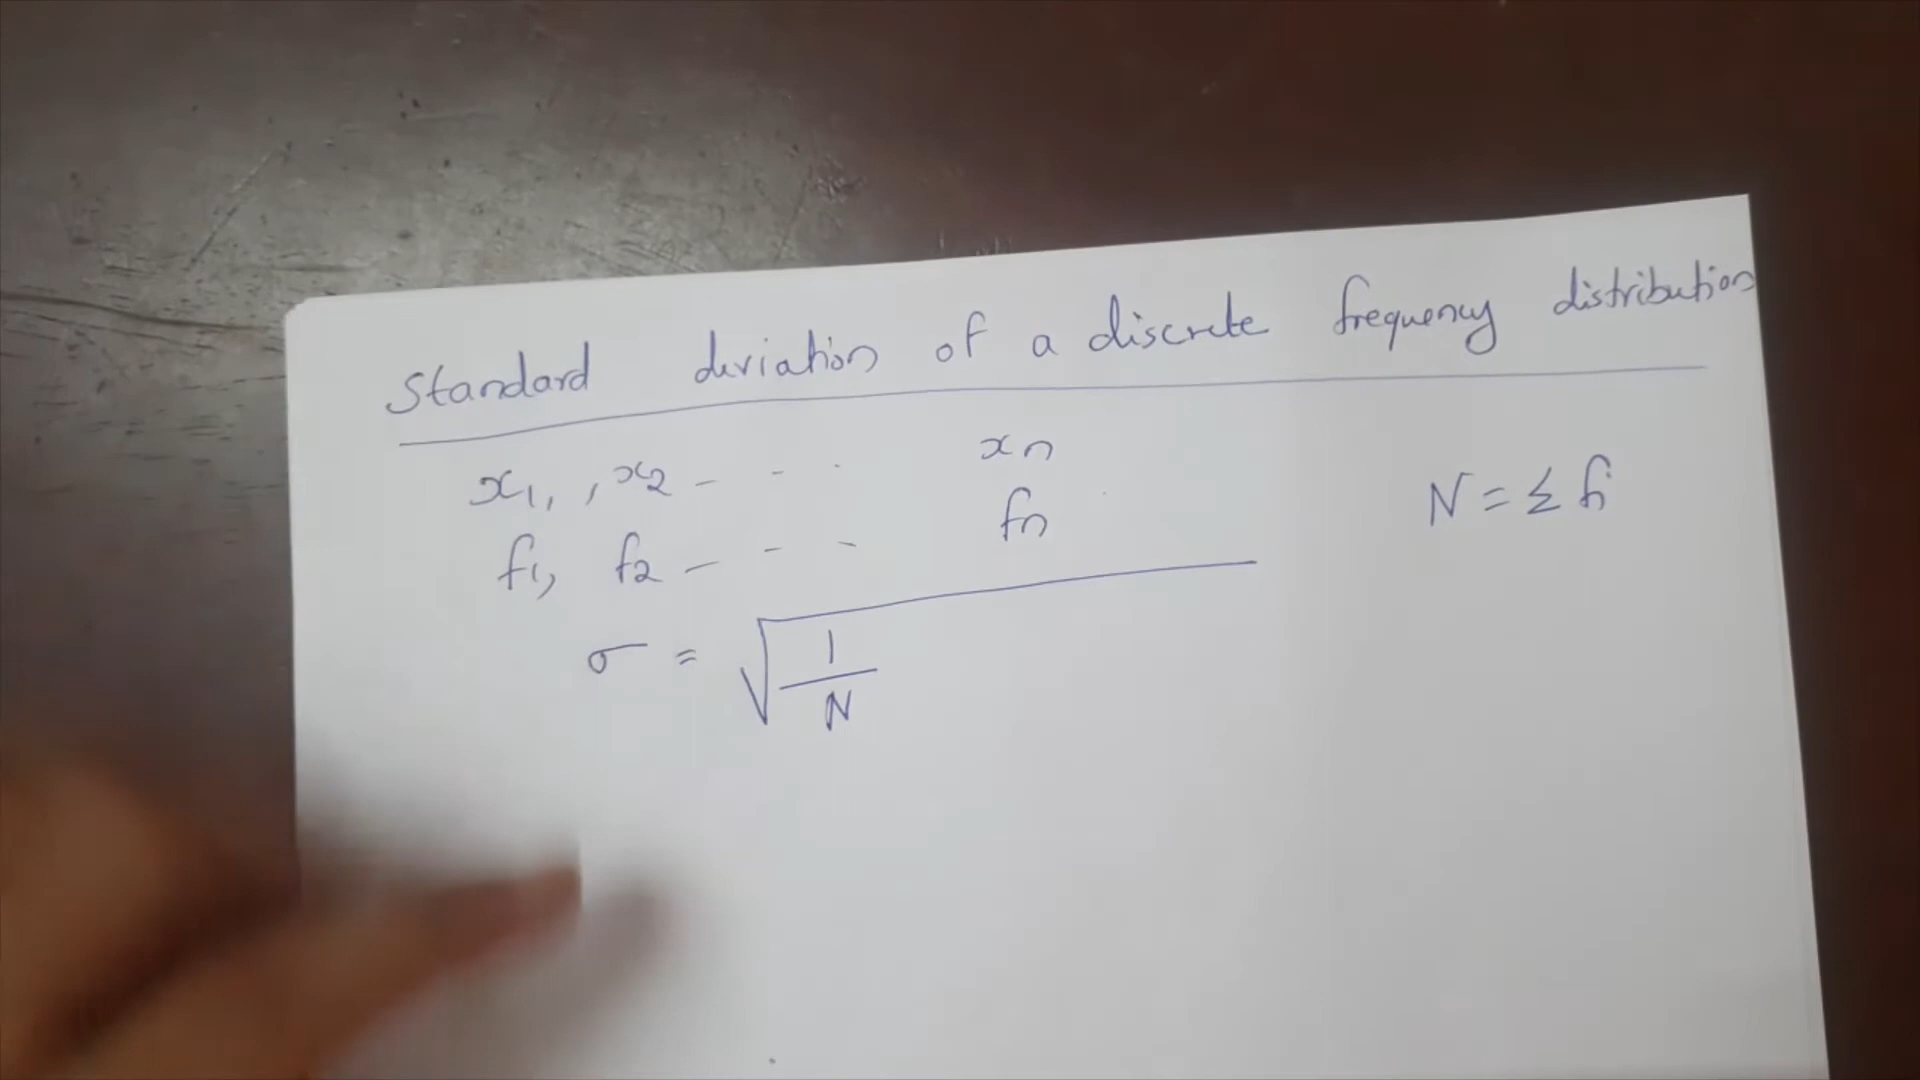 Standard deviation of a discrete frequency distribution
x1, , x2 - - - xn
f1, f2 - - - fn
N = Σ fi
σ = √ 1/N